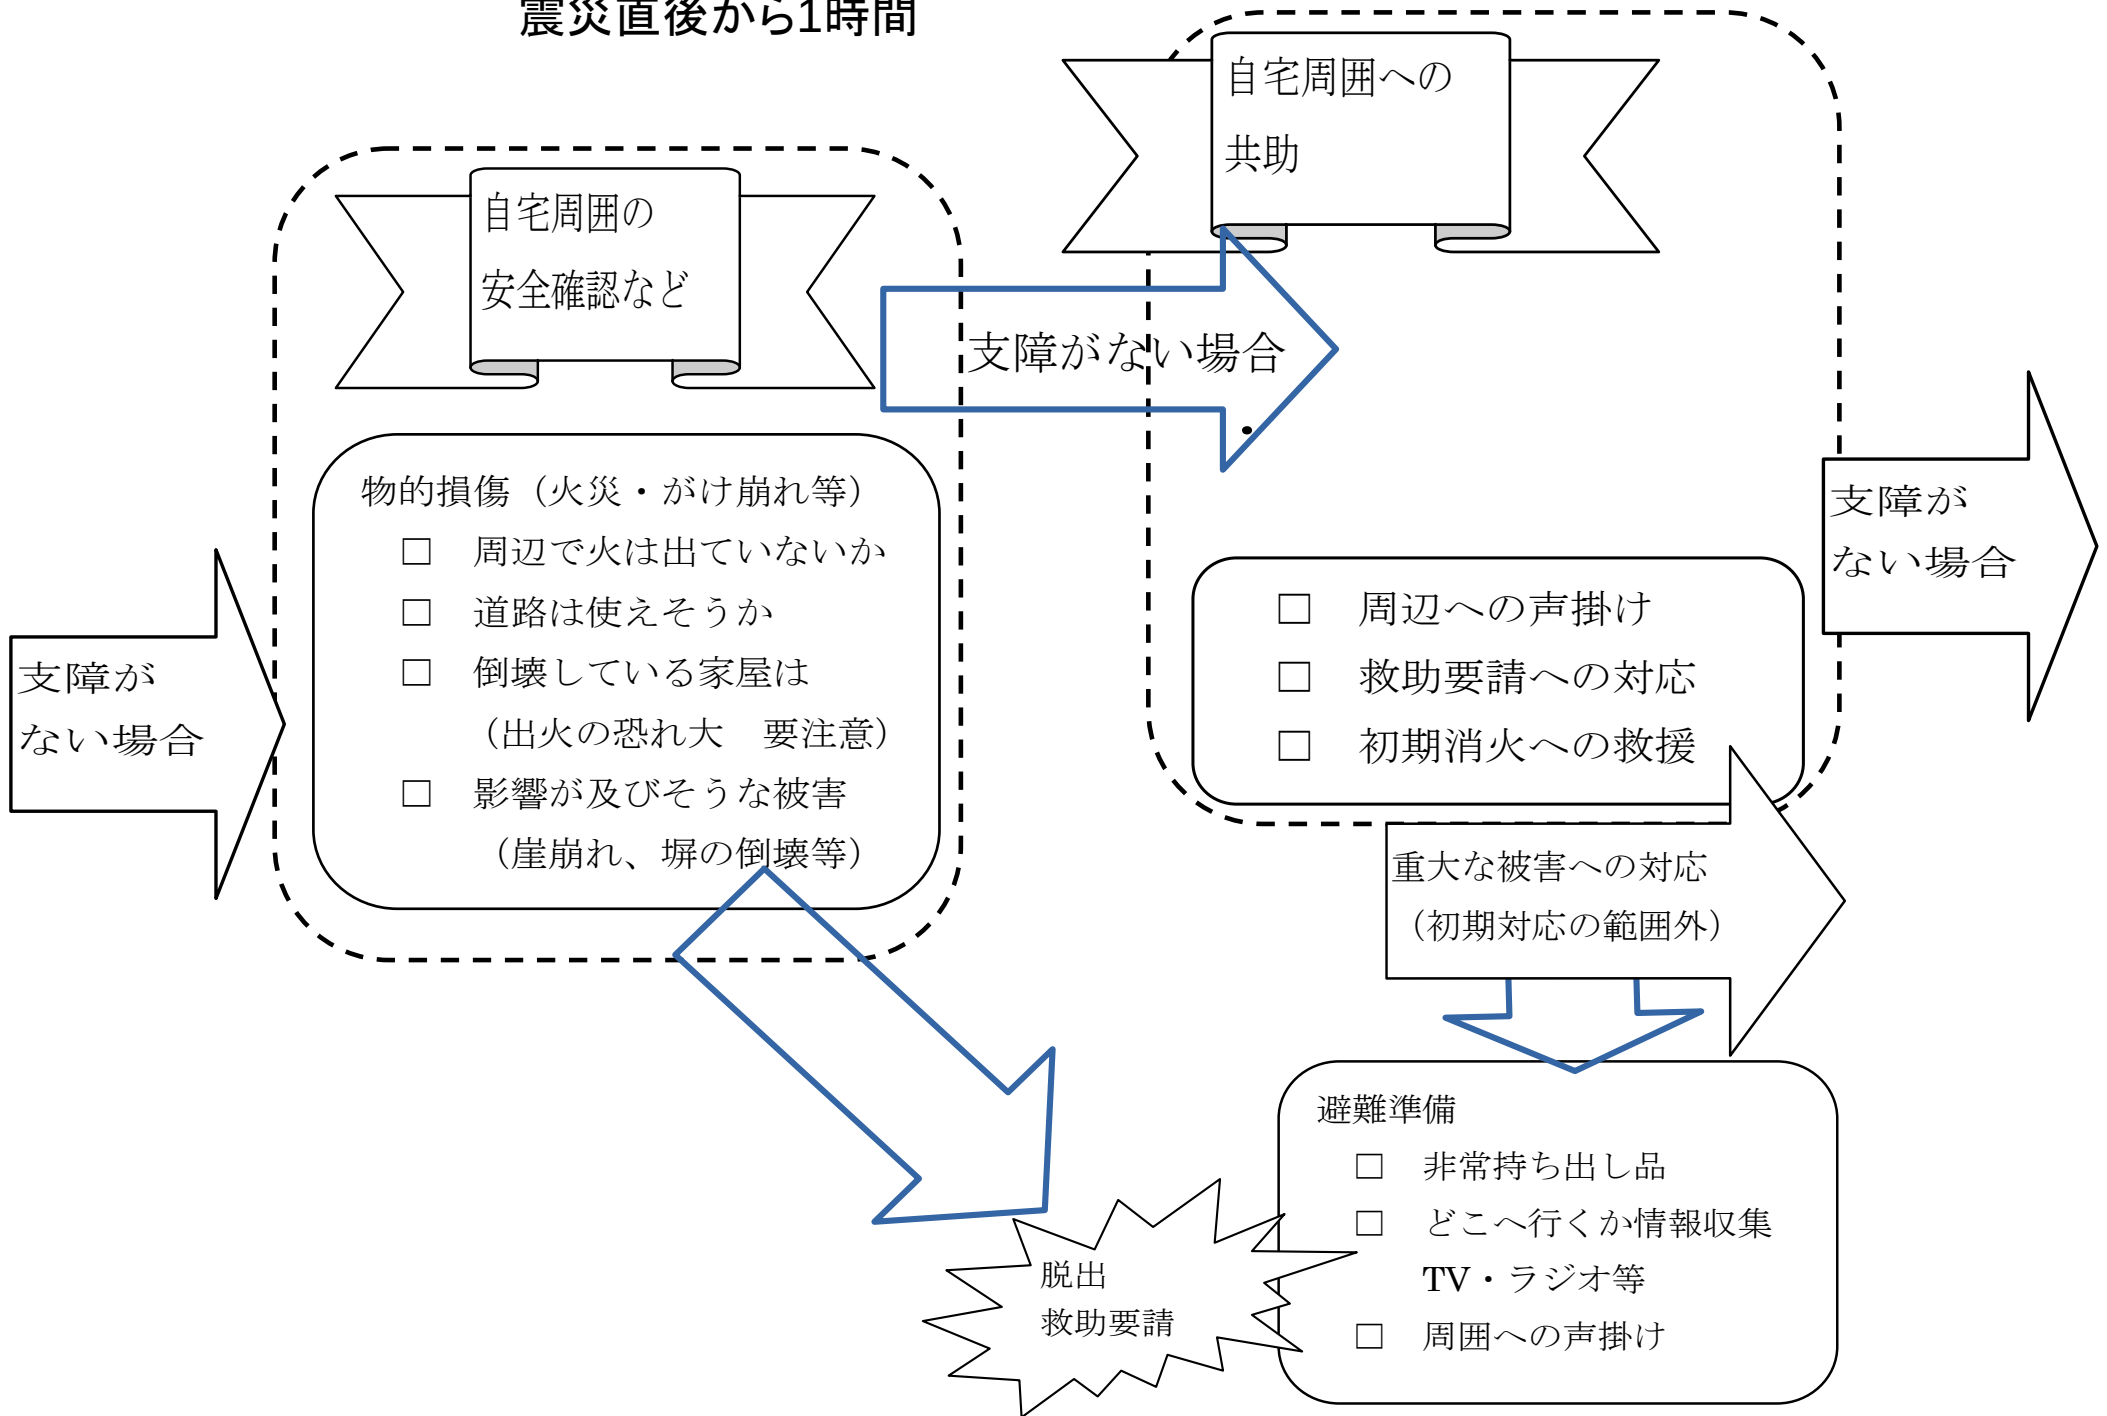 震災直後から1時間
自宅周囲の
安全確認など
自宅周囲への
共助
支障がない場合
支障が
ない場合
物的損傷（火災・がけ崩れ等）
□ 周辺で火は出ていないか
□ 道路は使えそうか
□ 倒壊している家屋は
（出火の恐れ大　要注意）
□ 影響が及びそうな被害
（崖崩れ、塀の倒壊等）
□ 周辺への声掛け
□ 救助要請への対応
□ 初期消火への救援
支障が
ない場合
重大な被害への対応
（初期対応の範囲外）
脱出
救助要請
避難準備
□ 非常持ち出し品
□ どこへ行くか情報収集
TV・ラジオ等
□ 周囲への声掛け